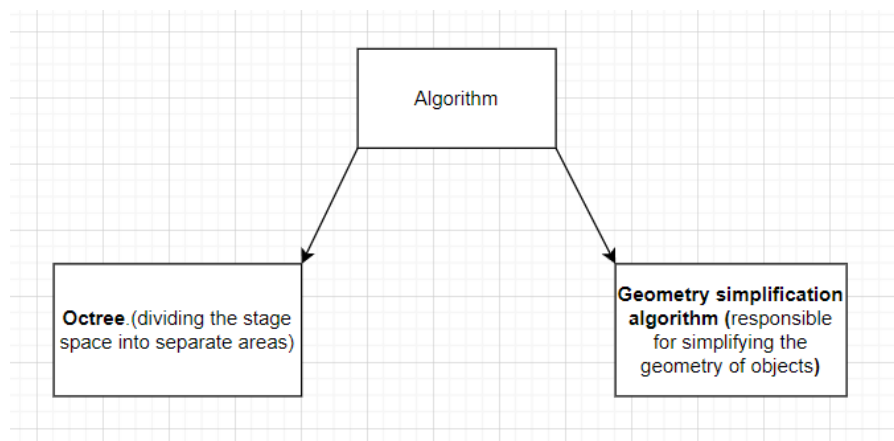 Algorithm
Octree.(dividing the stage
space into separate areas)
Geometry simplification
algorithm (responsible
for simplifying the
geometry of objects)